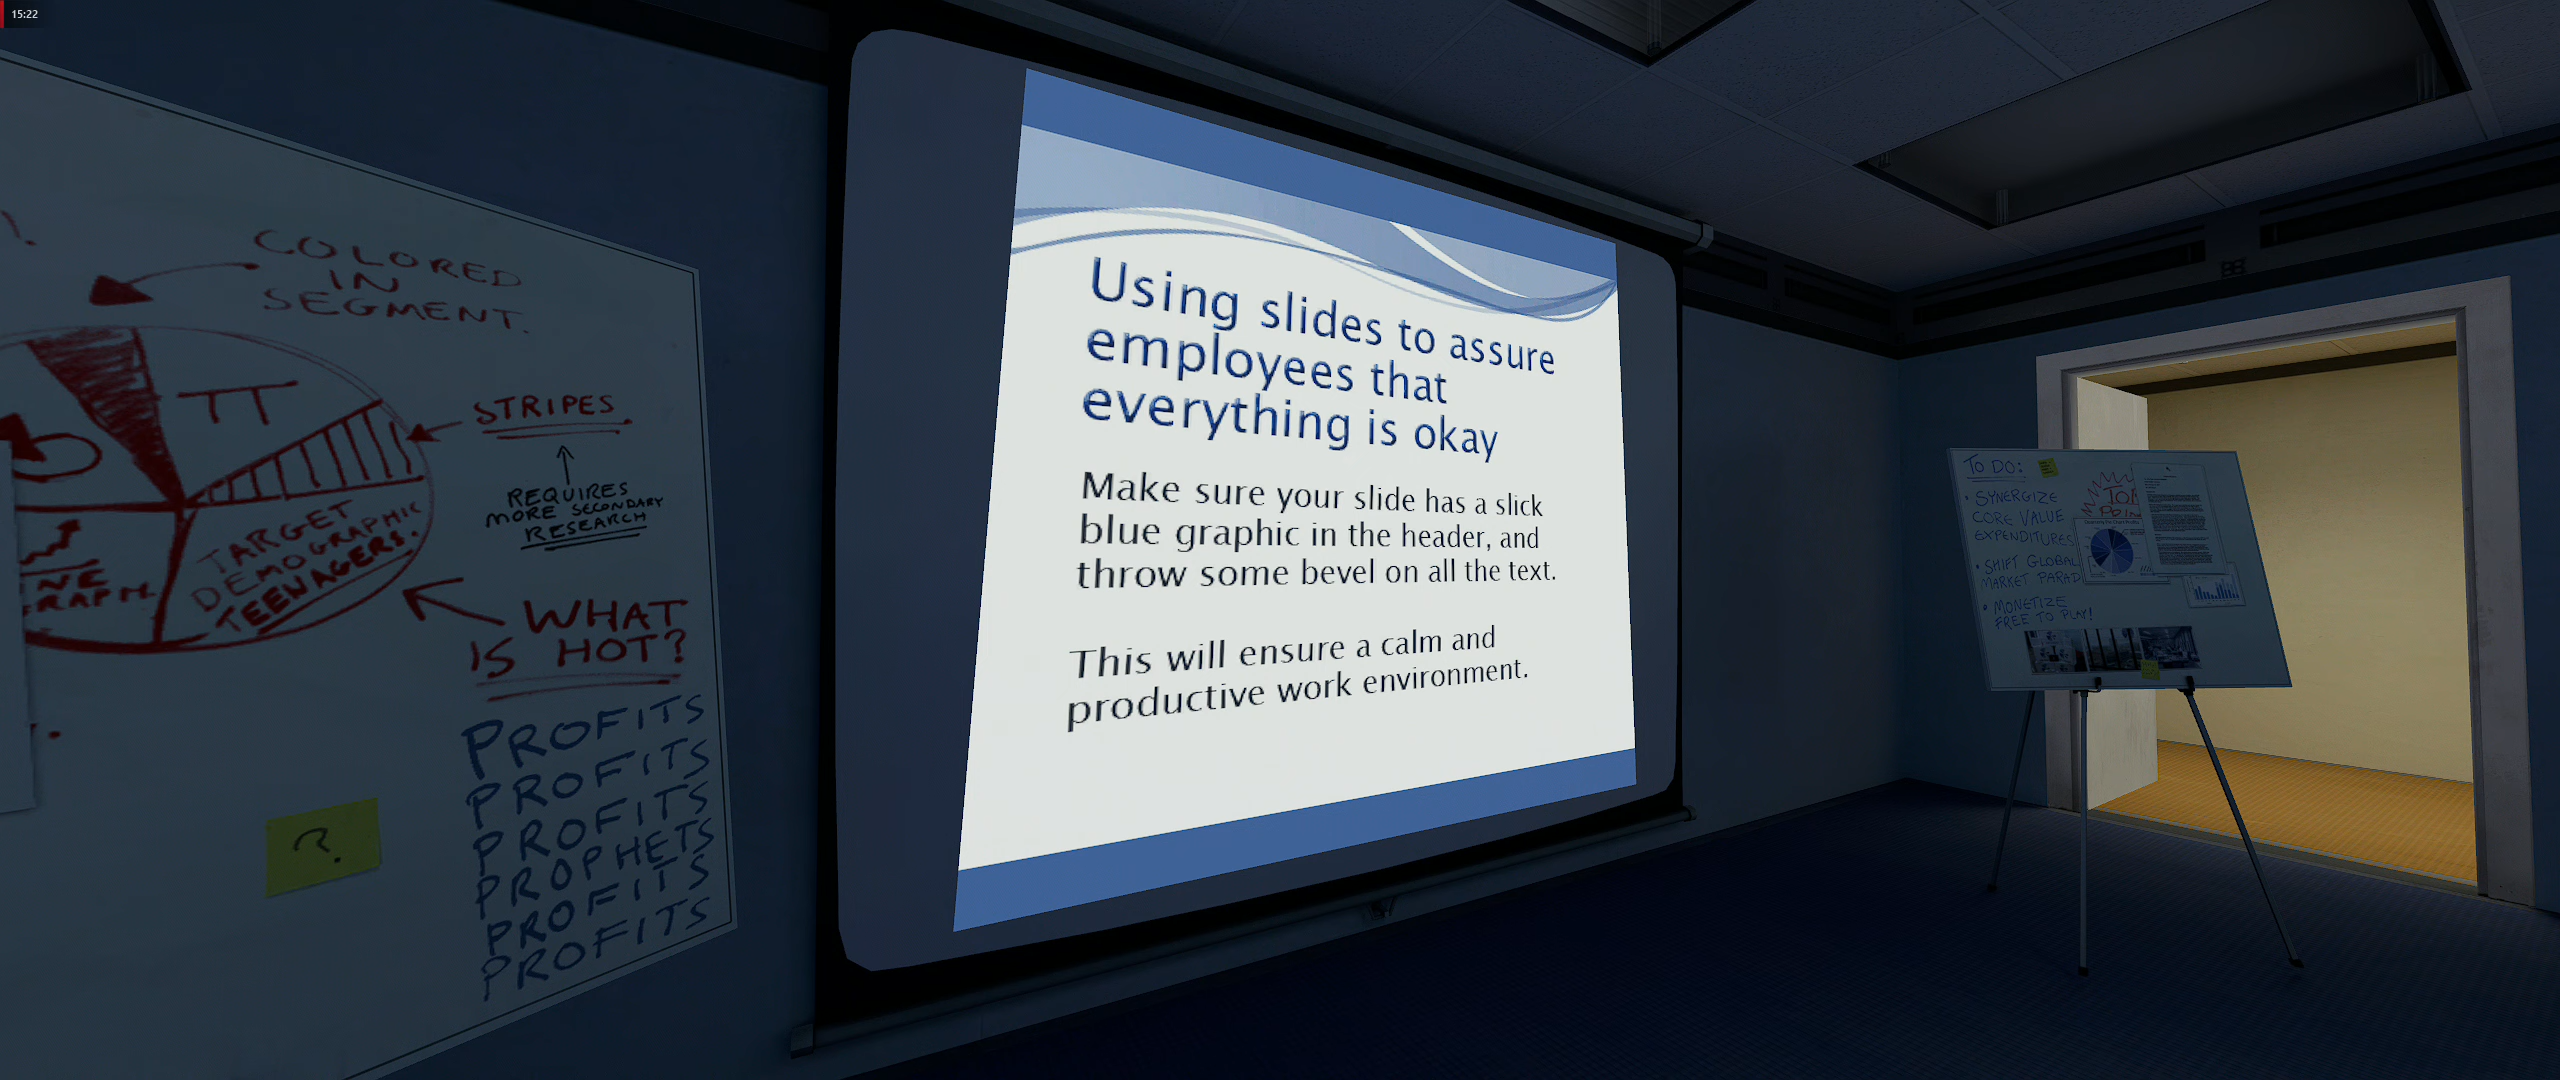 15:22
COLORED
IN
SEGMENT.
TT
STRIPES
REQUIRES
MORE SECONDARY
RESEARCH
TARGET
DEMOGRAPHIC
TEENAGERS.
WHAT
IS HOT?
PROFITS
PROFITS
PROFITS
PROPHETS
PROFITS
PROFITS
?
Using slides to assure
employees that
everything is okay
Make sure your slide has a slick
blue graphic in the header, and
throw some bevel on all the text.
This will ensure a calm and
productive work environment.
TO DO:
• SYNERGIZE
CORE VALUE
EXPENDITURES
• SHIFT GLOBAL
MARKET PARAD
• MONETIZE
FREE TO PLAY!